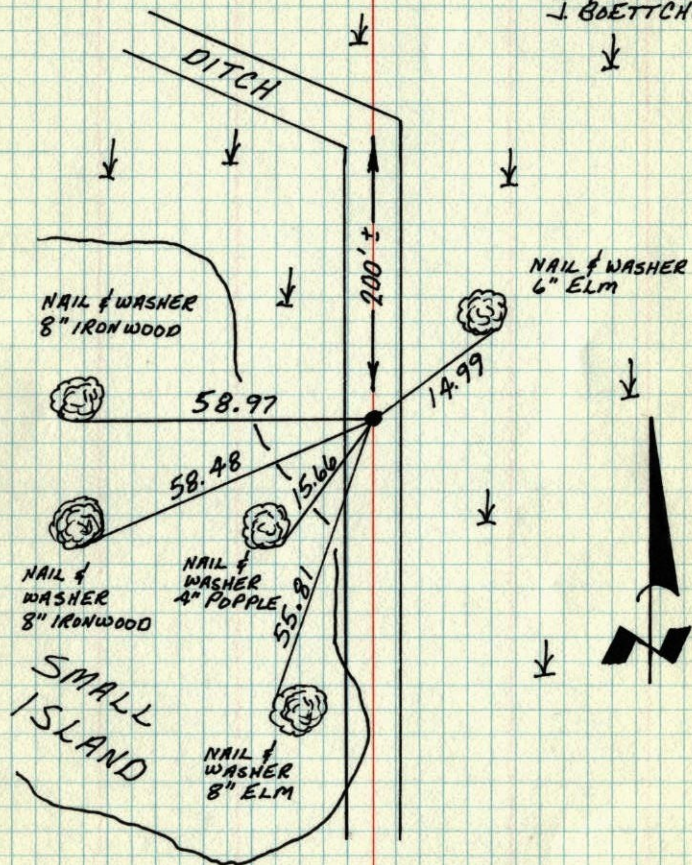 J. BOETTCH
DITCH
200' ±
NAIL & WASHER
6" ELM
NAIL & WASHER
8" IRONWOOD
14.99
58.97
58.48
15.66
NAIL &
WASHER
8" IRONWOOD
NAIL &
WASHER
4" POPPLE
55.81
SMALL
ISLAND
NAIL &
WASHER
8" ELM
N